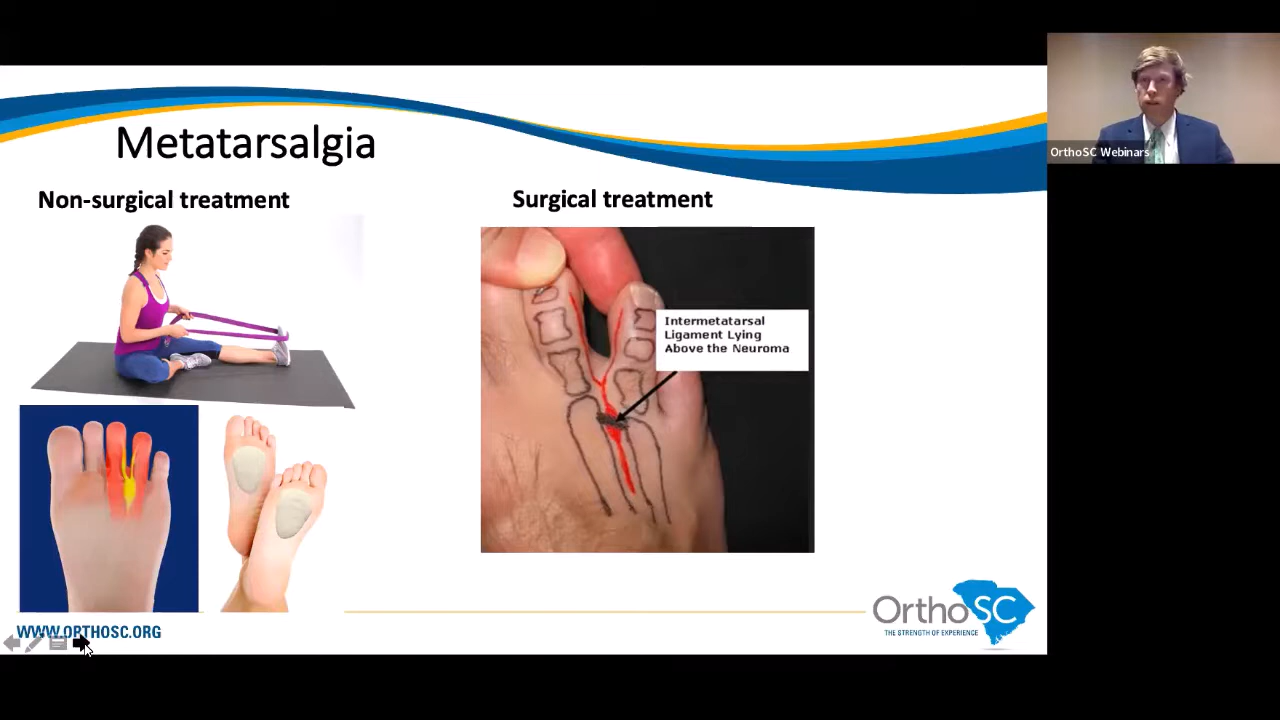 Metatarsalgia
Non-surgical treatment
Surgical treatment
Intermetatarsal
Ligament Lying
Above the Neuroma
OrthoSC Webinars
WWW.ORTHOSC.ORG
OrthoSC
THE STRENGTH OF EXPERIENCE